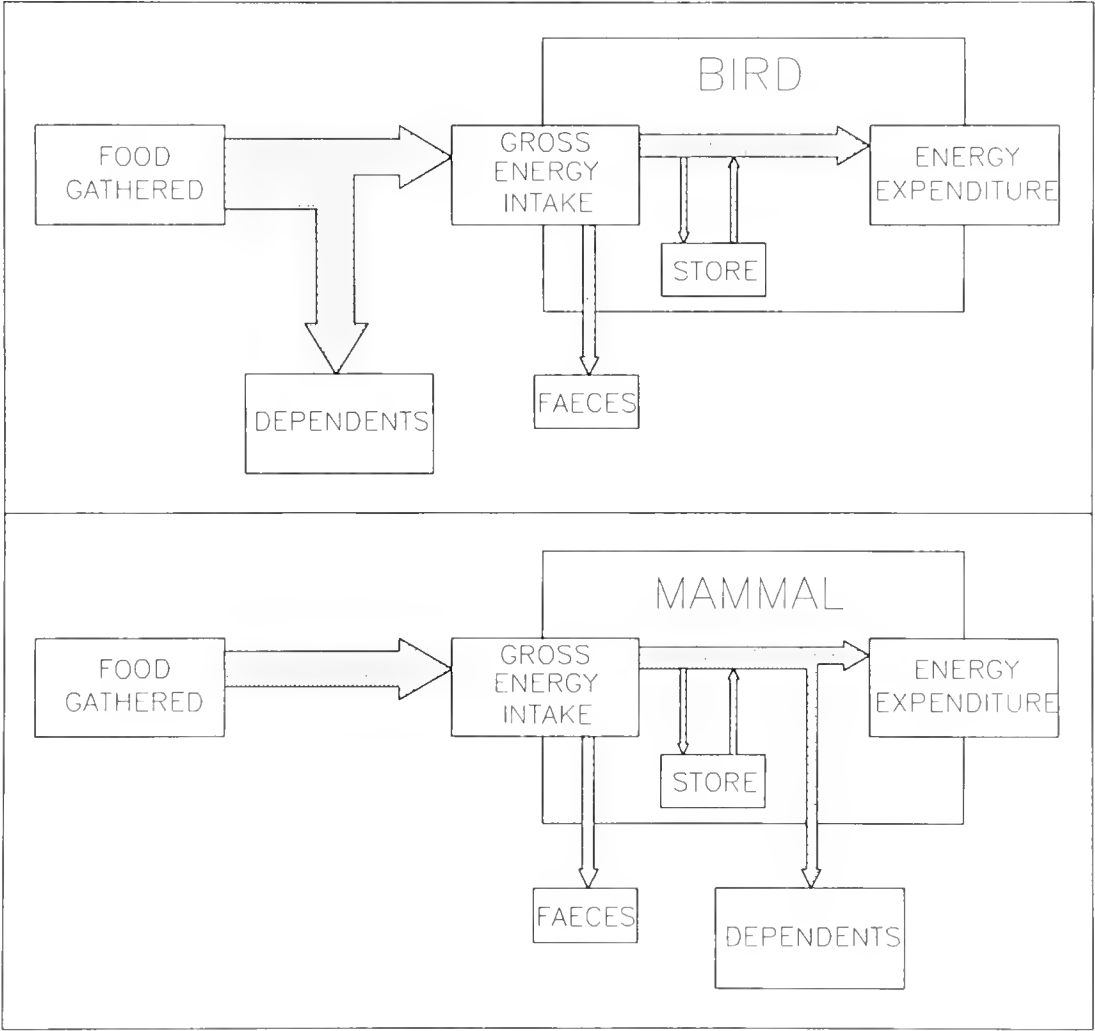 BIRD
FOOD
GATHERED
GROSS
ENERGY
INTAKE
ENERGY
EXPENDITURE
STORE
FAECES
DEPENDENTS
MAMMAL
FOOD
GATHERED
GROSS
ENERGY
INTAKE
ENERGY
EXPENDITURE
STORE
FAECES
DEPENDENTS